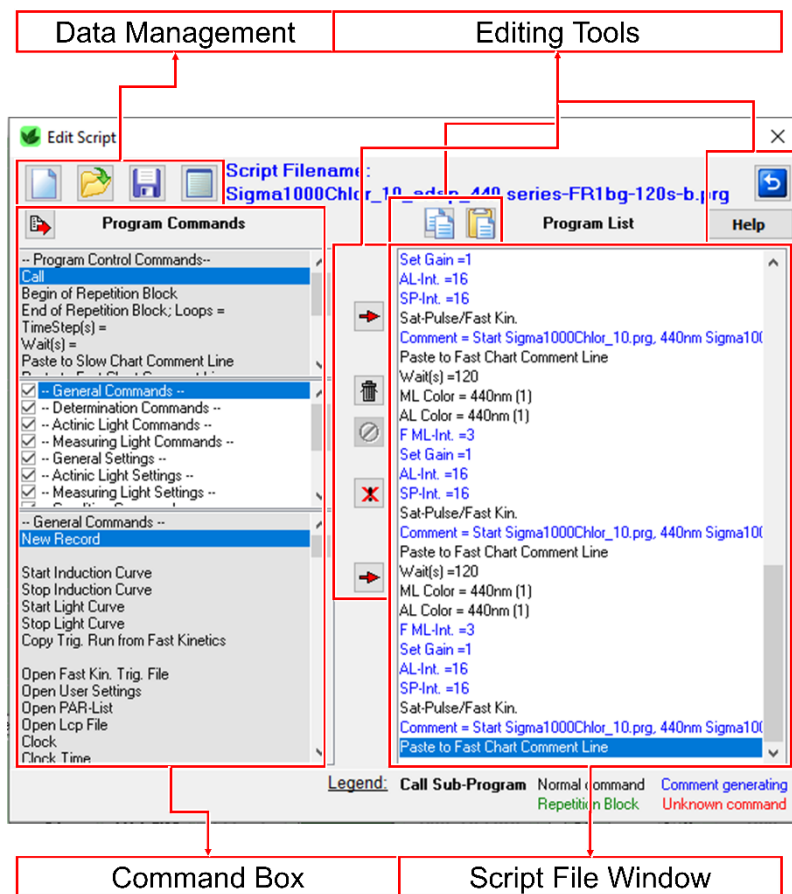 Data Management
Editing Tools
Edit Script
Script Filename:
Sigma1000Chlor_10_adap_440 series-FR1bg-120s-b.prg
Program Commands
Program List
Help
-- Program Control Commands--
Call
Begin of Repetition Block
End of Repetition Block; Loops =
TimeStep(s) =
Wait(s) =
Paste to Slow Chart Comment Line
-- General Commands --
-- Determination Commands --
-- Actinic Light Commands --
-- Measuring Light Commands --
-- General Settings --
-- Actinic Light Settings --
-- Measuring Light Settings --
-- General Commands --
New Record
Start Induction Curve
Stop Induction Curve
Start Light Curve
Stop Light Curve
Copy Trig. Run from Fast Kinetics
Open Fast Kin. Trig. File
Open User Settings
Open PAR-List
Open Lcp File
Clock
Clock Time
Set Gain =1
AL-Int. =16
SP-Int. =16
Sat-Pulse/Fast Kin.
Comment = Start Sigma1000Chlor_10.prg, 440nm Sigma10(
Paste to Fast Chart Comment Line
Wait(s) =120
ML Color = 440nm (1)
AL Color = 440nm (1)
F ML-Int. =3
Set Gain =1
AL-Int. =16
SP-Int. =16
Sat-Pulse/Fast Kin.
Comment = Start Sigma1000Chlor_10.prg, 440nm Sigma10(
Paste to Fast Chart Comment Line
Wait(s) =120
ML Color = 440nm (1)
AL Color = 440nm (1)
F ML-Int. =3
Set Gain =1
AL-Int. =16
SP-Int. =16
Sat-Pulse/Fast Kin.
Comment = Start Sigma1000Chlor_10.prg, 440nm Sigma10(
Paste to Fast Chart Comment Line
Legend: Call Sub-Program Normal command Comment generating
Repetition Block Unknown command
Command Box
Script File Window